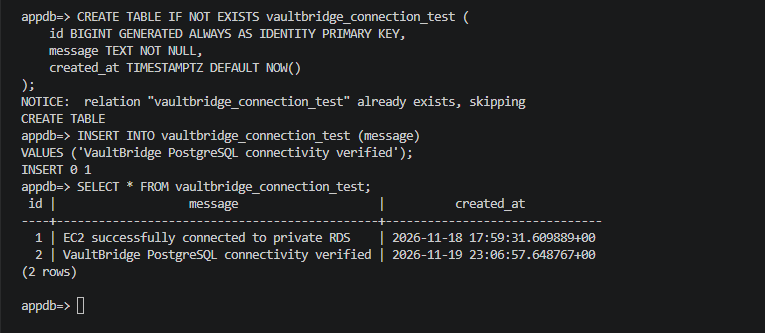 appdb=> CREATE TABLE IF NOT EXISTS vaultbridge_connection_test (
    id BIGINT GENERATED ALWAYS AS IDENTITY PRIMARY KEY,
    message TEXT NOT NULL,
    created_at TIMESTAMPTZ DEFAULT NOW()
);
NOTICE:  relation "vaultbridge_connection_test" already exists, skipping
CREATE TABLE
appdb=> INSERT INTO vaultbridge_connection_test (message)
VALUES ('VaultBridge PostgreSQL connectivity verified');
INSERT 0 1
appdb=> SELECT * FROM vaultbridge_connection_test;
 id |                   message                    |          created_at
----+----------------------------------------------+-------------------------------
  1 | EC2 successfully connected to private RDS    | 2026-11-18 17:59:31.609889+00
  2 | VaultBridge PostgreSQL connectivity verified | 2026-11-19 23:06:57.648767+00
(2 rows)

appdb=>